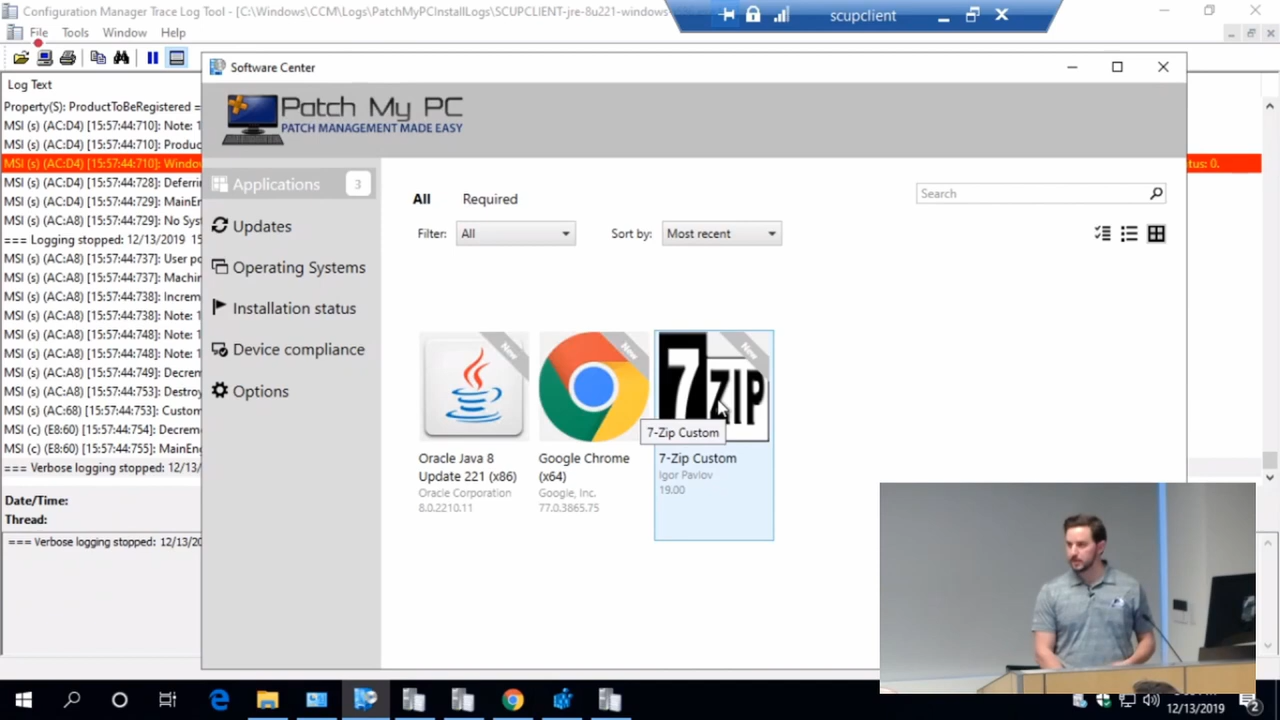 Configuration Manager Trace Log Tool - [C:\Windows\CCM\Logs\PatchMyPCInstallLogs\SCUPCLIENT-jre-8u221-windows
scupclient
File Tools Window Help
Software Center
Log Text
Property(S): ProductToBeRegistered =
MSI (s) (AC:D4) [15:57:44:710]: Note: 1
MSI (s) (AC:D4) [15:57:44:710]: Produc
MSI (s) (AC:D4) [15:57:44:710]: Windo
tus: 0.
MSI (s) (AC:D4) [15:57:44:728]: Deferri
MSI (s) (AC:D4) [15:57:44:729]: MainEn
MSI (s) (AC:A8) [15:57:44:729]: No Sys
=== Logging stopped: 12/13/2019 15
MSI (s) (AC:A8) [15:57:44:737]: User po
MSI (s) (AC:A8) [15:57:44:737]: Machin
MSI (s) (AC:A8) [15:57:44:738]: Increm
MSI (s) (AC:A8) [15:57:44:738]: Note: 1
MSI (s) (AC:A8) [15:57:44:748]: Note: 1
MSI (s) (AC:A8) [15:57:44:748]: Note: 1
MSI (s) (AC:A8) [15:57:44:749]: Decrem
MSI (s) (AC:A8) [15:57:44:753]: Destroy
MSI (s) (AC:68) [15:57:44:753]: Custom
MSI (c) (E8:60) [15:57:44:754]: Decrem
MSI (c) (E8:60) [15:57:44:755]: MainEng
=== Verbose logging stopped: 12/13/
Date/Time:
Thread:
=== Verbose logging stopped: 12/13/20
Patch My PC
PATCH MANAGEMENT MADE EASY
Applications 3
Updates
Operating Systems
Installation status
Device compliance
Options
All Required
Search
Filter: All Sort by: Most recent
New
New
7 ZIP
7-Zip Custom
Oracle Java 8
Update 221 (x86)
Oracle Corporation
8.0.2210.11
Google Chrome
(x64)
Google, Inc.
77.0.3865.75
7-Zip Custom
Igor Pavlov
19.00
12/13/2019
2